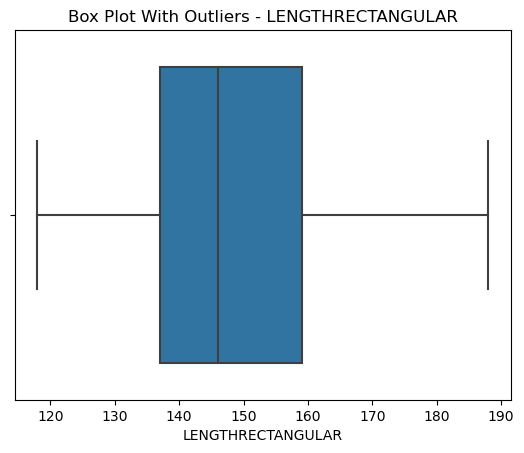 Box Plot With Outliers - LENGTHRECTANGULAR
120 130 140 150 160 170 180 190
LENGTHRECTANGULAR